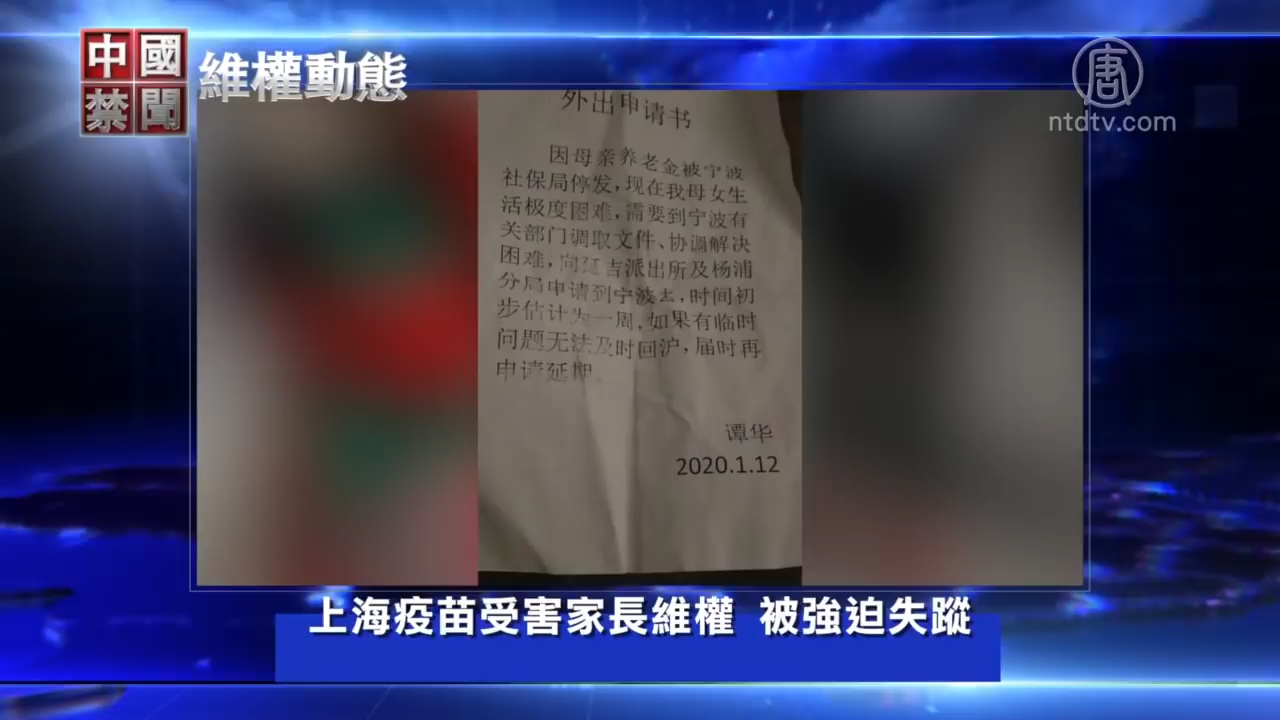 中國
禁聞
維權動態
唐
ntdtv.com
外出申请书
因母亲养老金被宁波
社保局停发，现在我母女生
活极度困难，需要到宁波有
关部门调取文件、协调解决
困难，向延吉派出所及杨浦
分局申请到宁波去，时间初
步估计为一周，如果有临时
问题无法及时回沪，届时再
申请延期。
谭华
2020.1.12
上海疫苗受害家長維權 被強迫失蹤